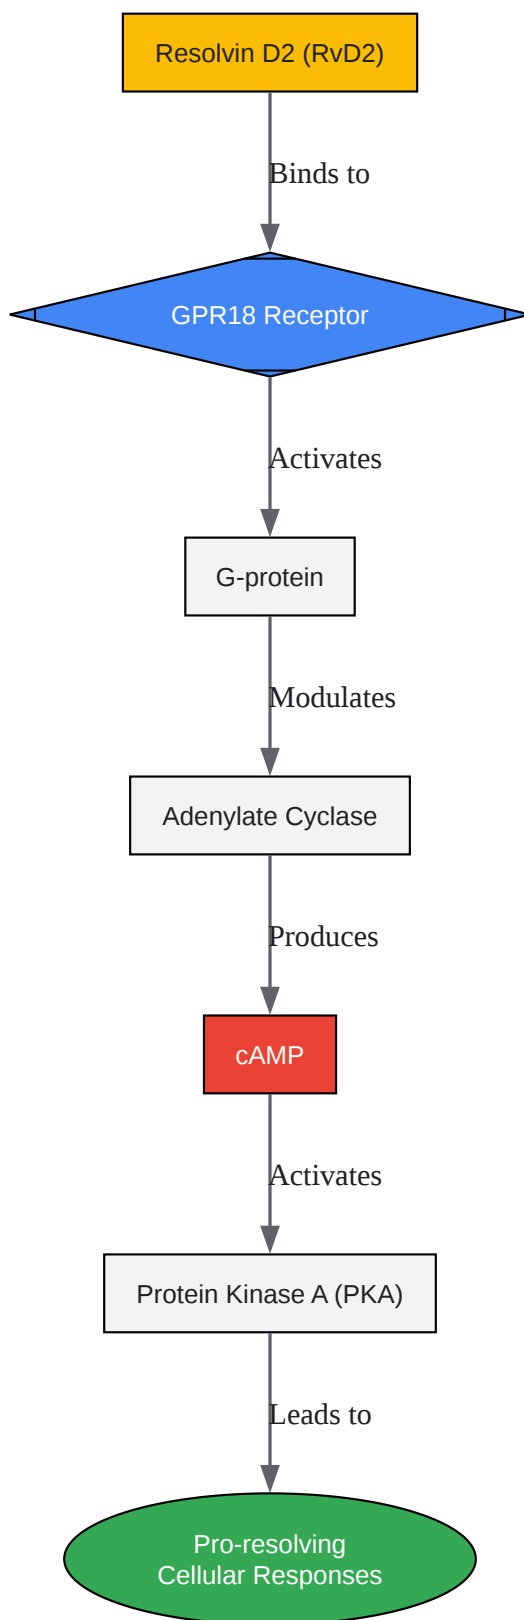 Resolvin D2 (RvD2)
Binds to
GPR18 Receptor
Activates
G-protein
Modulates
Adenylate Cyclase
Produces
cAMP
Activates
Protein Kinase A (PKA)
Leads to
Pro-resolving
Cellular Responses